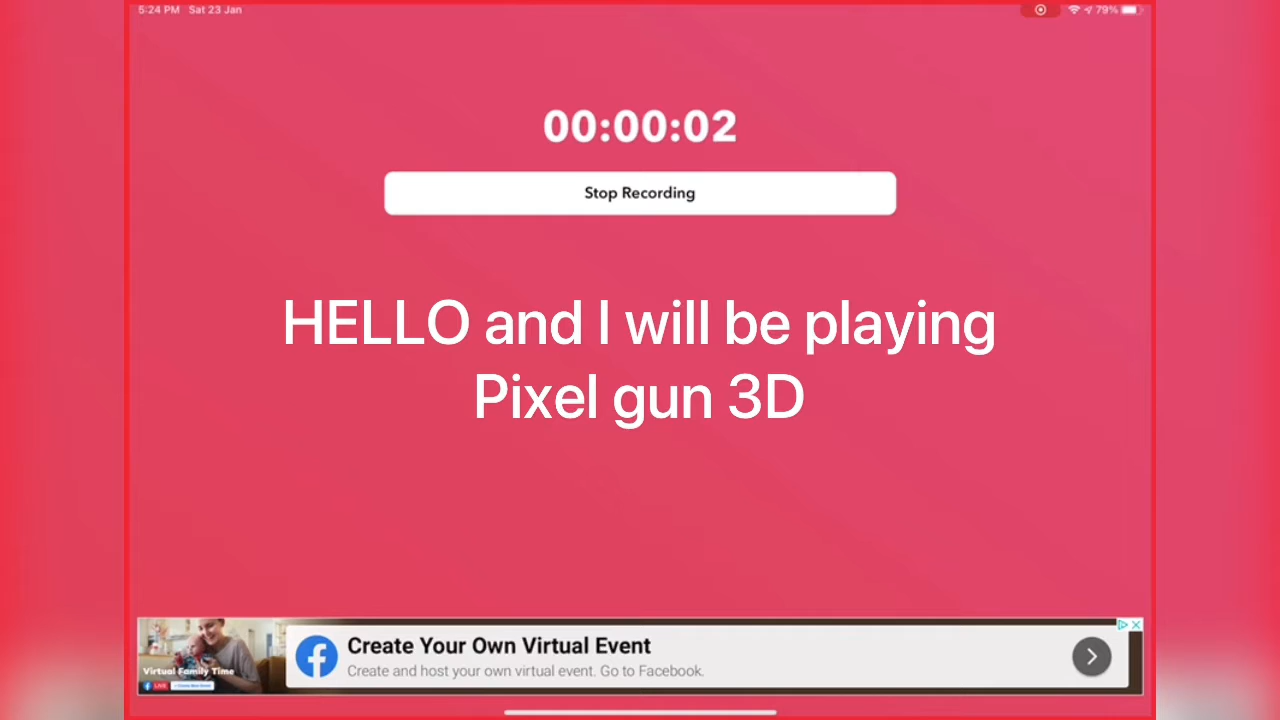 5:24 PM Sat 23 Jan
79%
00:00:02
Stop Recording
HELLO and I will be playing
Pixel gun 3D
Create Your Own Virtual Event
Create and host your own virtual event. Go to Facebook.
Virtual Family Time
LIVE